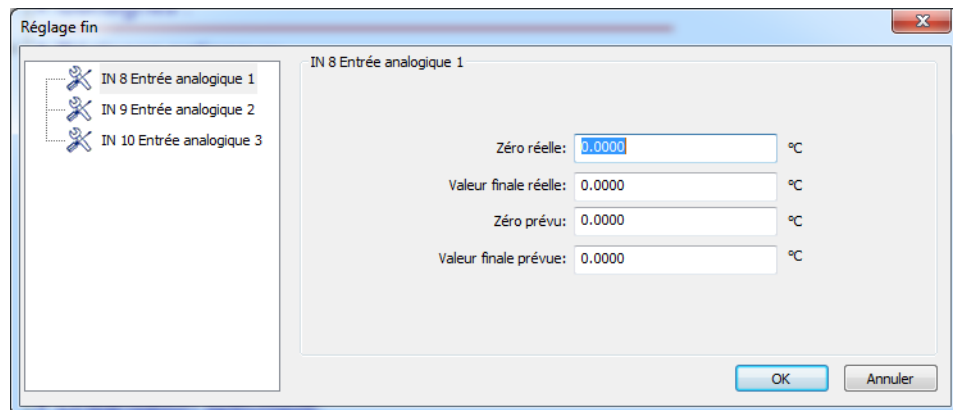 Réglage fin
IN 8 Entrée analogique 1
IN 9 Entrée analogique 2
IN 10 Entrée analogique 3
IN 8 Entrée analogique 1
Zéro réelle: 0.0000 °C
Valeur finale réelle: 0.0000 °C
Zéro prévu: 0.0000 °C
Valeur finale prévue: 0.0000 °C
OK Annuler